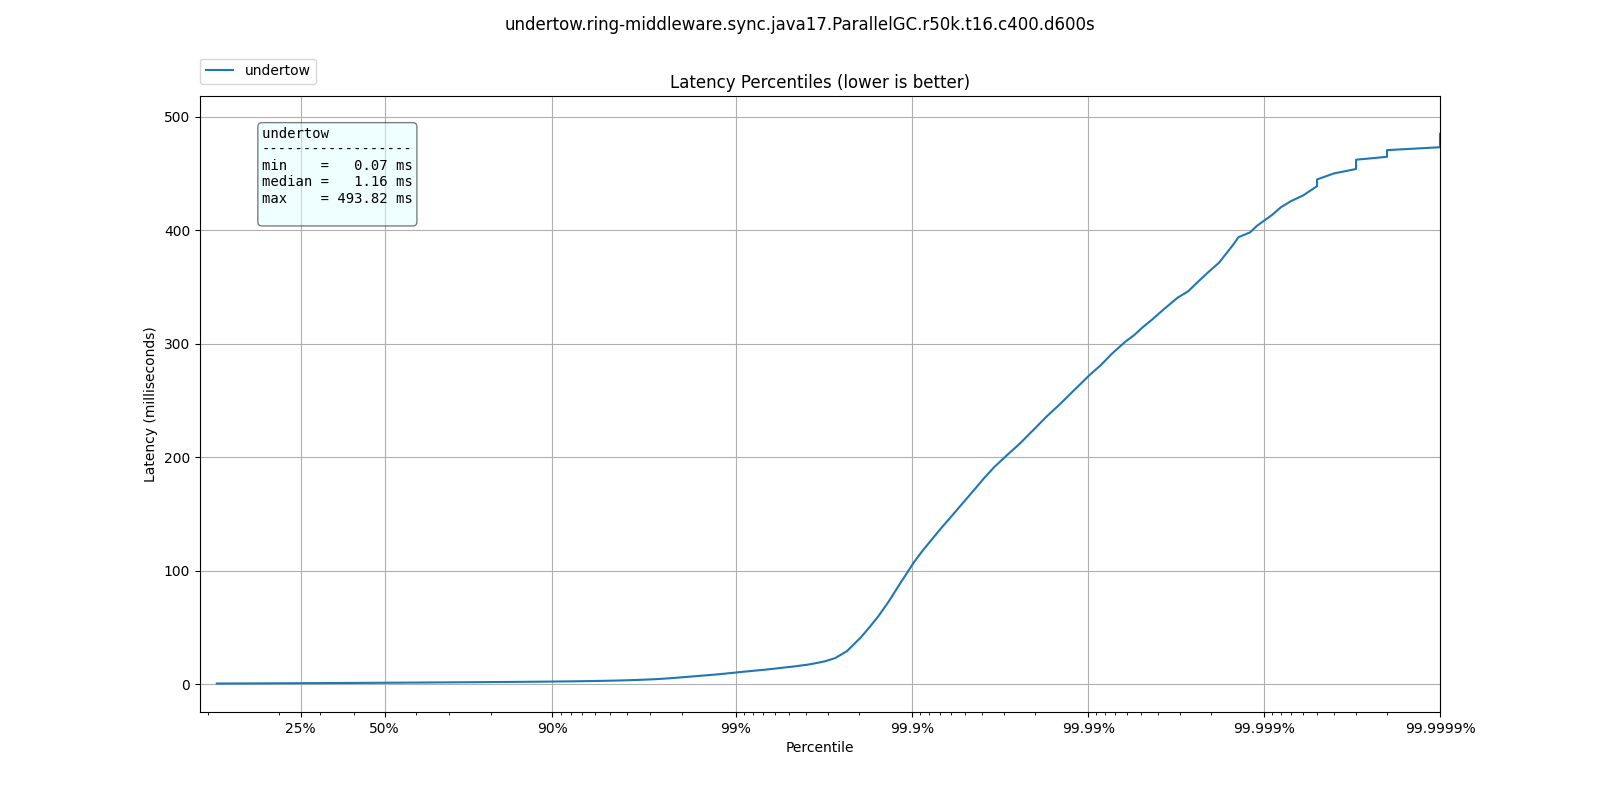 undertow.ring-middleware.sync.java17.ParallelGC.r50k.t16.c400.d600s
undertow
Latency Percentiles (lower is better)
500
400
300
200
100
0
Latency (milliseconds)
undertow
------------------
min    =   0.07 ms
median =   1.16 ms
max    = 493.82 ms
25% 50% 90% 99% 99.9% 99.99% 99.999% 99.9999%
Percentile